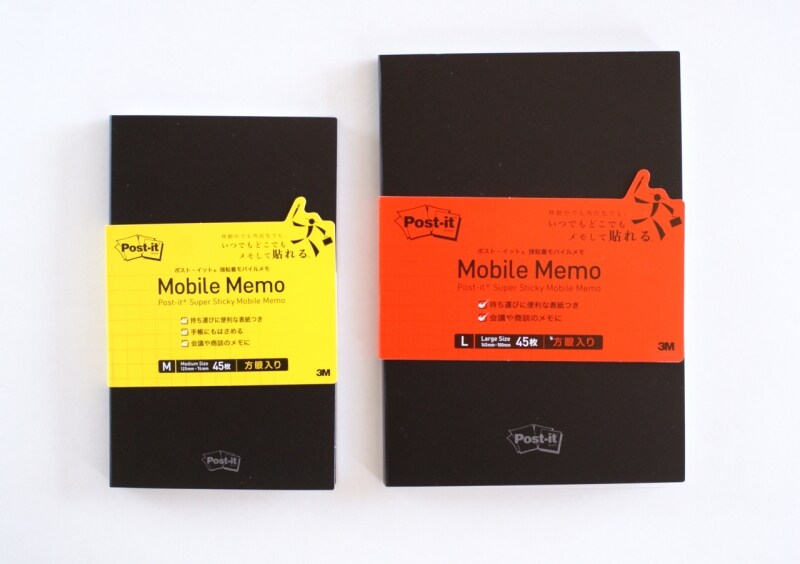 Post-it
移動中でも外出先でも
いつでもどこでも
メモして貼れる。
ポスト・イット® 強粘着モバイルメモ
Mobile Memo
Post-it® Super Sticky Mobile Memo
持ち運びに便利な表紙つき
手帳にもはさめる
会議や商談のメモに
M Medium Size 45枚 方眼入り
3M
Post-it
Post-it
移動中でも外出先でも
いつでもどこでも
メモして貼れる。
ポスト・イット® 強粘着モバイルメモ
Mobile Memo
Post-it® Super Sticky Mobile Memo
持ち運びに便利な表紙つき
会議や商談のメモに
L Large Size 45枚 方眼入り
3M
Post-it